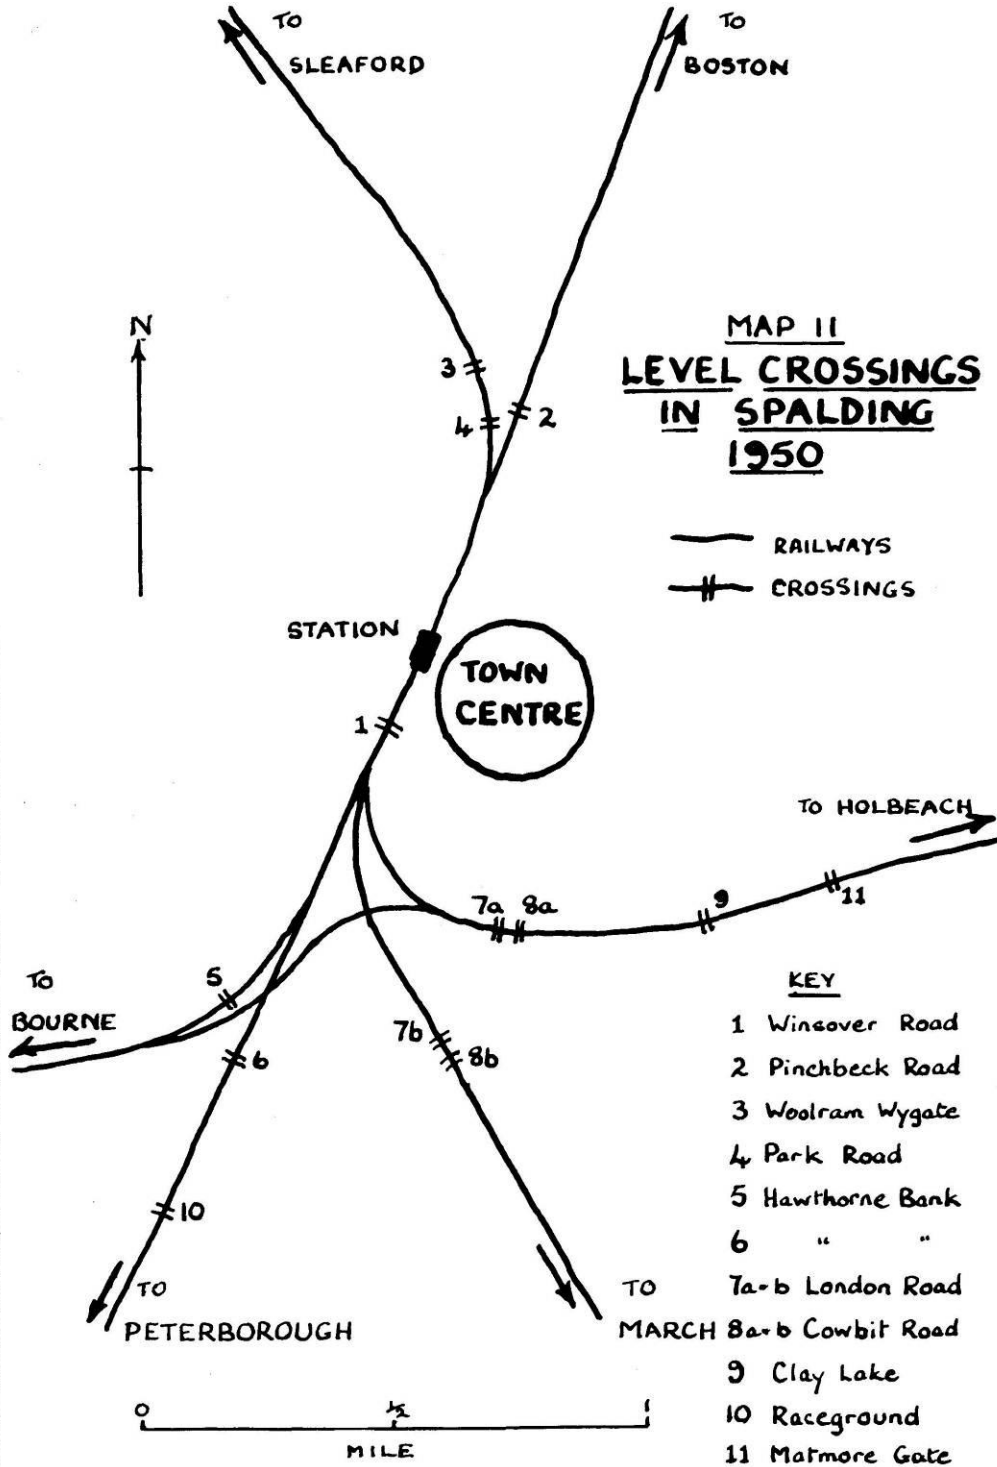 TO
SLEAFORD
TO
BOSTON
N
MAP II
LEVEL CROSSINGS
IN SPALDING
1950
3
4
2
RAILWAYS
CROSSINGS
STATION
TOWN
CENTRE
1
TO HOLBEACH
7a 8a
9
11
TO
BOURNE
5
6
7b
8b
10
TO
PETERBOROUGH
TO
MARCH
KEY
1 Winsover Road
2 Pinchbeck Road
3 Woolram Wygate
4 Park Road
5 Hawthorne Bank
6 " "
7a-b London Road
8a-b Cowbit Road
9 Clay Lake
10 Raceground
11 Matmore Gate
0 ½ 1
MILE